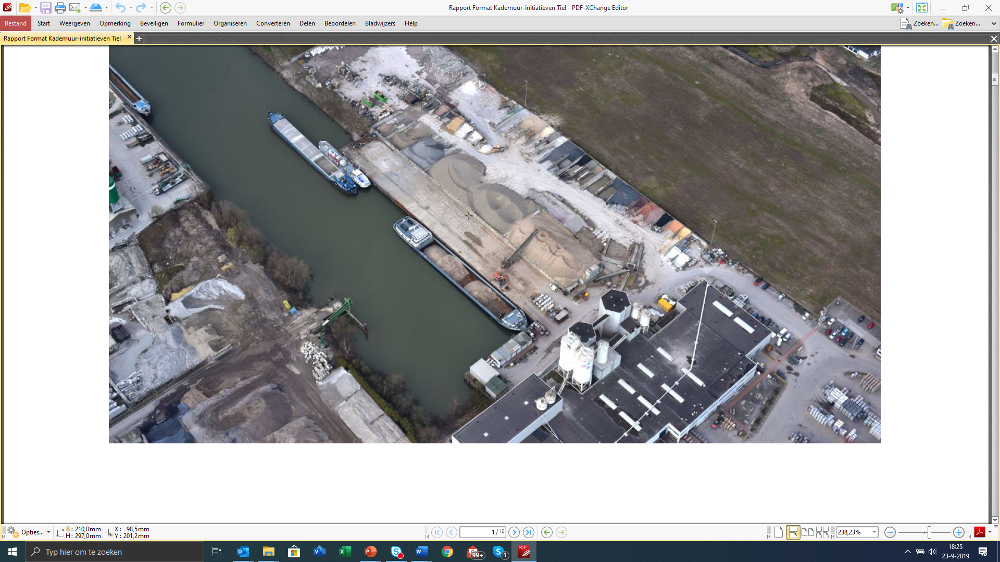 Rapport Format Kademuur-initiatieven Tiel - PDF-XChange Editor
Bestand Start Weergeven Opmerking Beveiligen Formulier Organiseren Converteren Delen Beoordelen Bladwijzers Help Zoeken... Zoeken...
Rapport Format Kademuur-initiatieven Tiel
Opties... B: 210,0mm X: 98,5mm 1/12 238,23%
H: 297,0mm Y: 201,2mm
Typ hier om te zoeken 99+ 1 PDF 18:25
23-9-2019